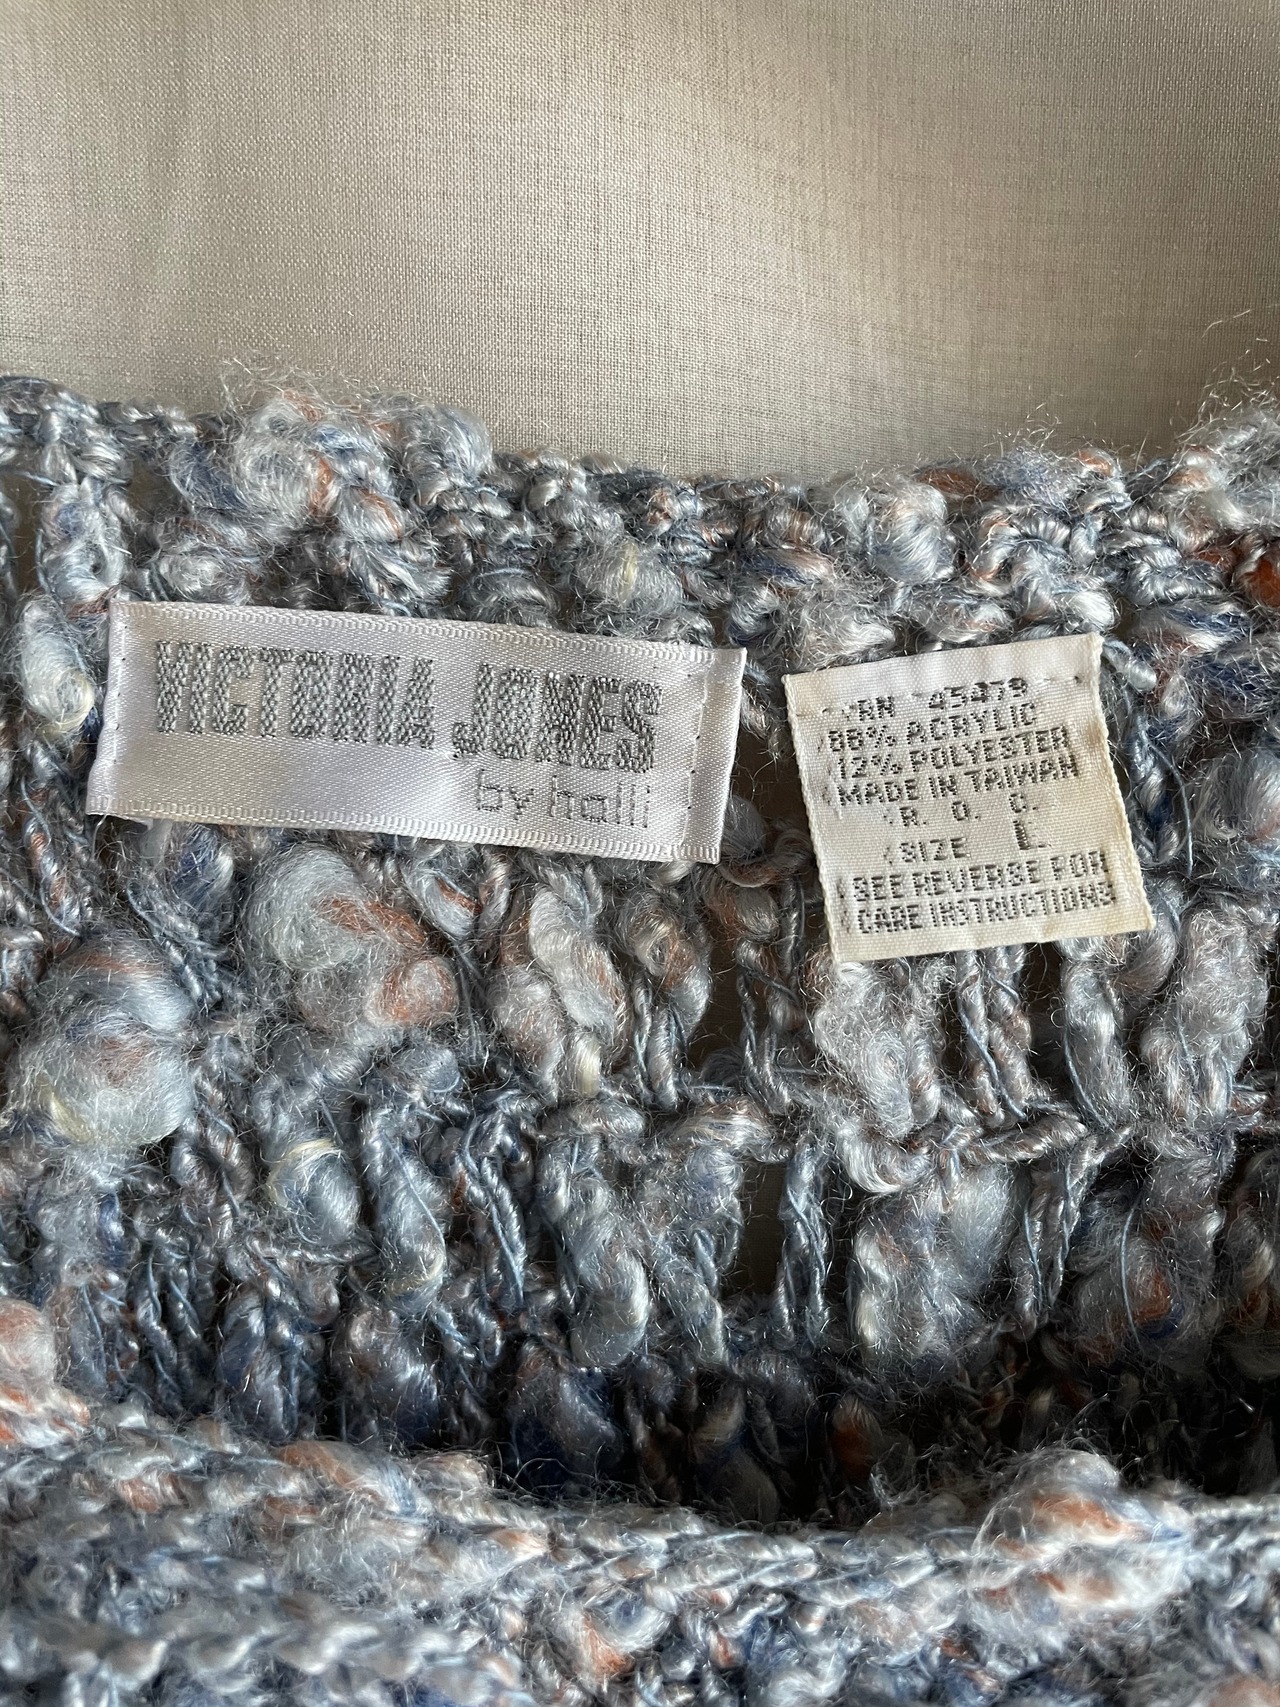 VICTORIA JONES
by halli
RN 45479
88% ACRYLIC
12% POLYESTER
MADE IN TAIWAN
R. O. C.
SIZE L
SEE REVERSE FOR
CARE INSTRUCTIONS